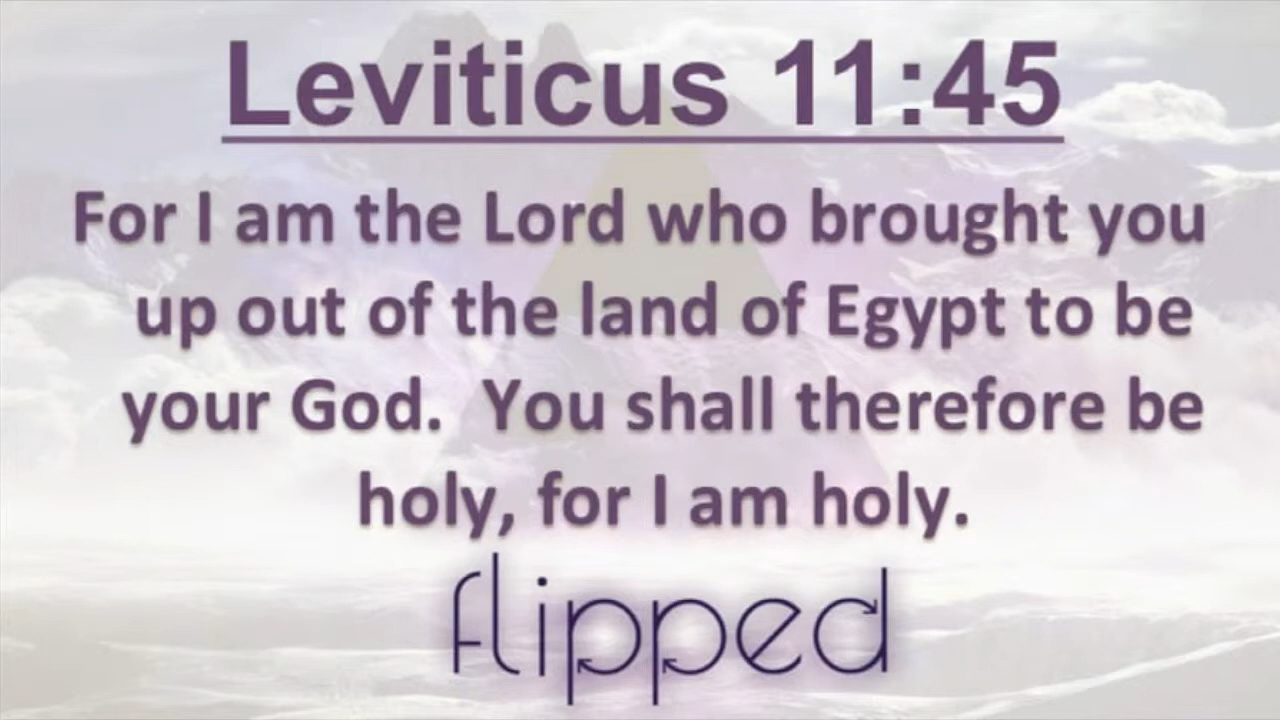 Leviticus 11:45
For I am the Lord who brought you
up out of the land of Egypt to be
your God.  You shall therefore be
holy, for I am holy.
flipped